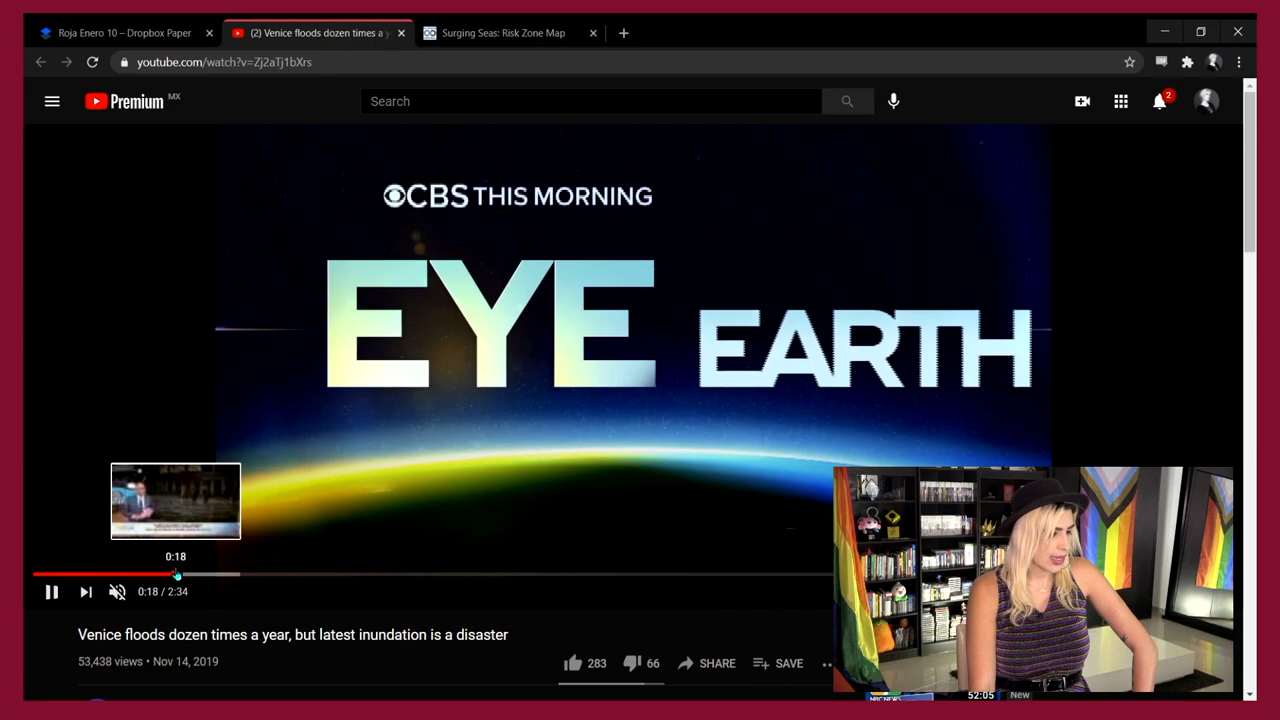 Roja Enero 10 – Dropbox Paper
(2) Venice floods dozen times a y
Surging Seas: Risk Zone Map
youtube.com/watch?v=Zj2aTj1bXrs
Premium MX
Search
2
CBS THIS MORNING
EYE EARTH
0:18
0:18 / 2:34
Venice floods dozen times a year, but latest inundation is a disaster
53,438 views • Nov 14, 2019
283
66
SHARE
SAVE
52:05
New